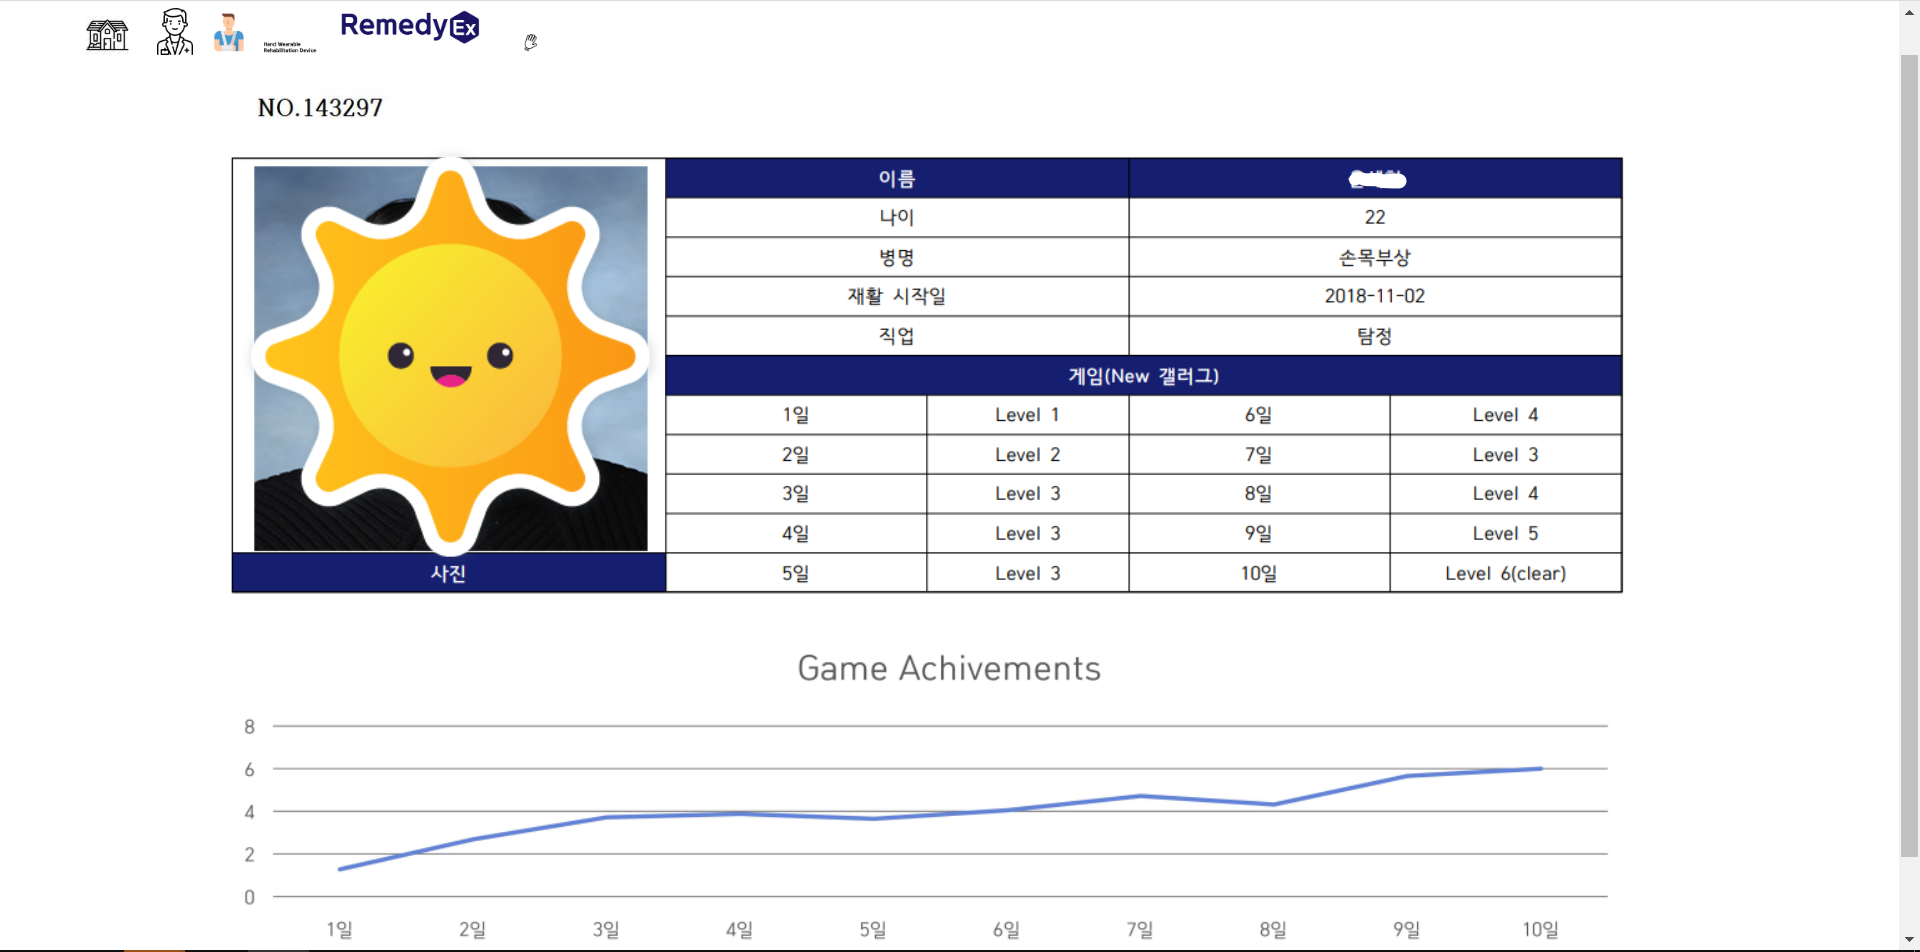 Hand Wearable
Rehabilitation Device
RemedyEx
NO.143297
이름
나이 22
병명 손목부상
재활 시작일 2018-11-02
직업 탐정
게임(New 갤러그)
1일 Level 1 6일 Level 4
2일 Level 2 7일 Level 3
3일 Level 3 8일 Level 4
4일 Level 3 9일 Level 5
사진 5일 Level 3 10일 Level 6(clear)
Game Achivements
8
6
4
2
0
1일 2일 3일 4일 5일 6일 7일 8일 9일 10일